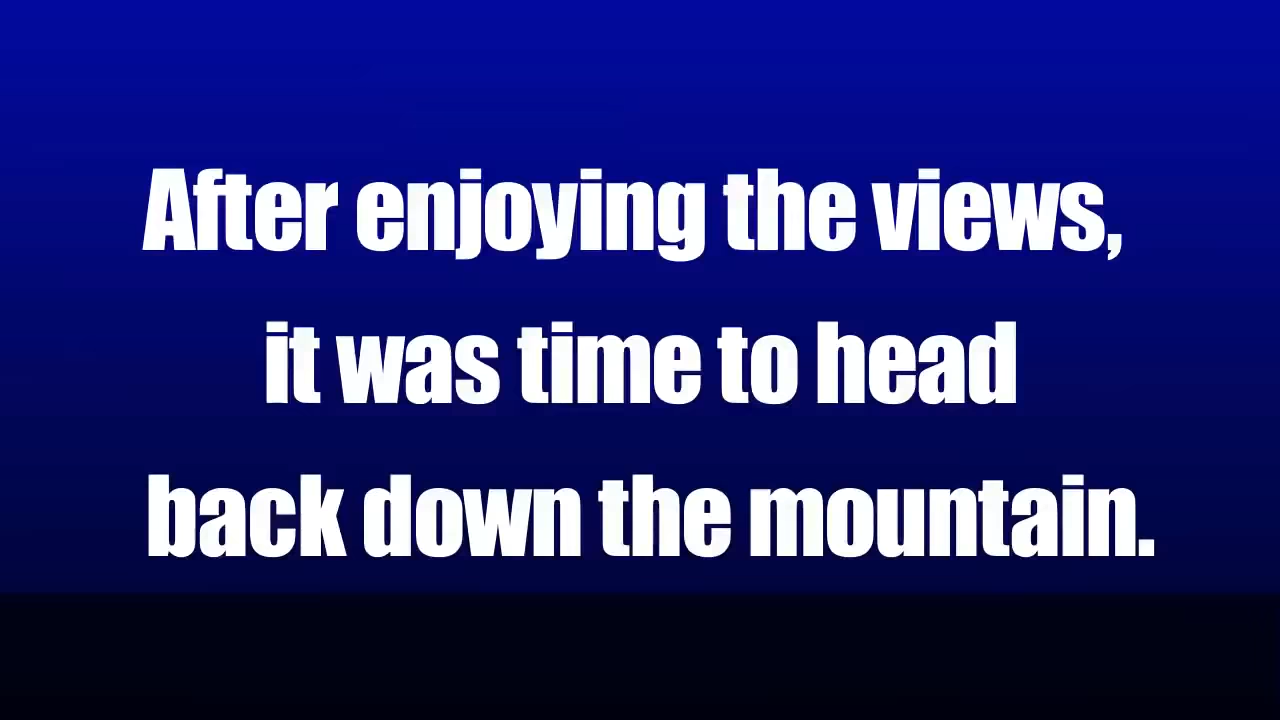 After enjoying the views,
it was time to head
back down the mountain.